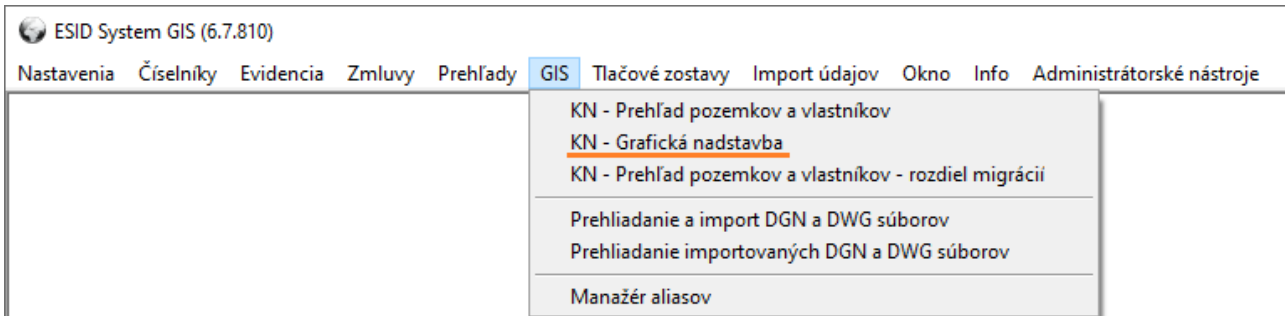 ESID System GIS (6.7.810)
Nastavenia Číselníky Evidencia Zmluvy Prehľady GIS Tlačové zostavy Import údajov Okno Info Administrátorské nástroje
KN - Prehľad pozemkov a vlastníkov
KN - Grafická nadstavba
KN - Prehľad pozemkov a vlastníkov - rozdiel migrácií
Prehliadanie a import DGN a DWG súborov
Prehliadanie importovaných DGN a DWG súborov
Manažér aliasov